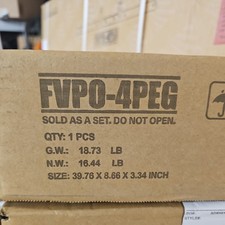 FVPO-4PEG
SOLD AS A SET. DO NOT OPEN.
QTY: 1 PCS
G.W.: 18.73 LB
N.W.: 16.44 LB
SIZE: 39.76 X 8.66 X 3.34 INCH